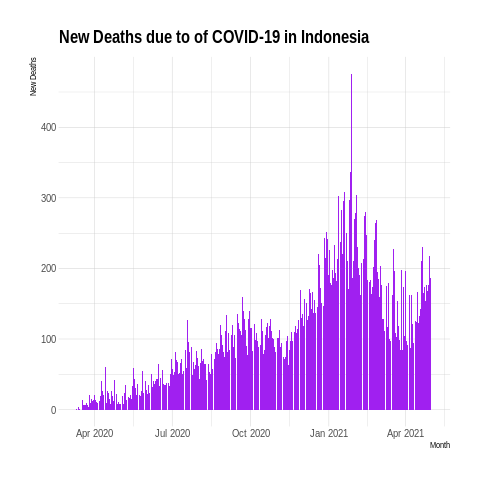 New Deaths due to of COVID-19 in Indonesia
New Deaths
400
300
200
100
0
Apr 2020 Jul 2020 Oct 2020 Jan 2021 Apr 2021
Month